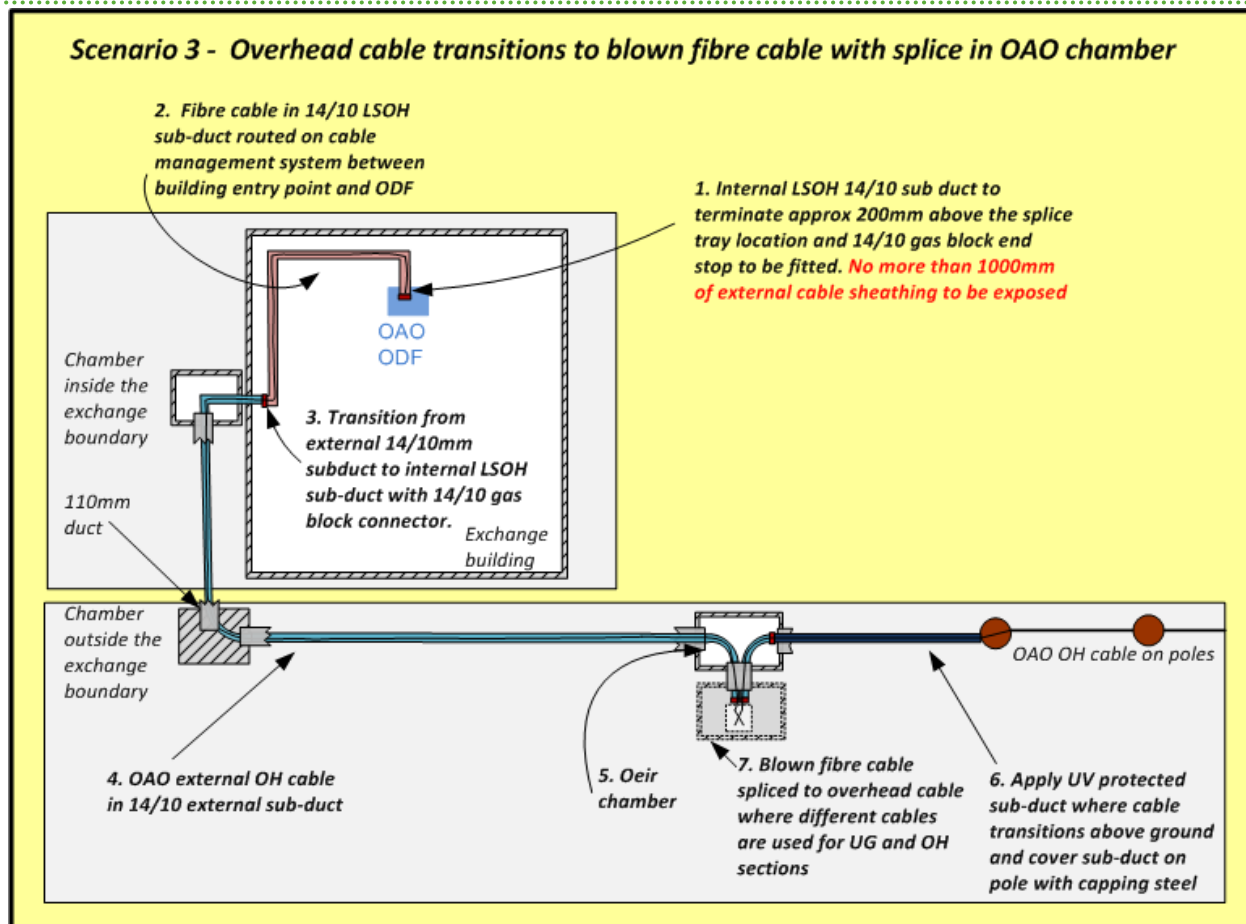 Scenario 3 - Overhead cable transitions to blown fibre cable with splice in OAO chamber
2. Fibre cable in 14/10 LSOH
sub-duct routed on cable
management system between
building entry point and ODF
1. Internal LSOH 14/10 sub duct to
terminate approx 200mm above the splice
tray location and 14/10 gas block end
stop to be fitted. No more than 1000mm
of external cable sheathing to be exposed
OAO
ODF
Chamber
inside the
exchange
boundary
3. Transition from
external 14/10mm
subduct to internal LSOH
sub-duct with 14/10 gas
block connector.
Exchange
building
110mm
duct
Chamber
outside the
exchange
boundary
OAO OH cable on poles
4. OAO external OH cable
in 14/10 external sub-duct
5. Oeir
chamber
7. Blown fibre cable
spliced to overhead cable
where different cables
are used for UG and OH
sections
6. Apply UV protected
sub-duct where cable
transitions above ground
and cover sub-duct on
pole with capping steel